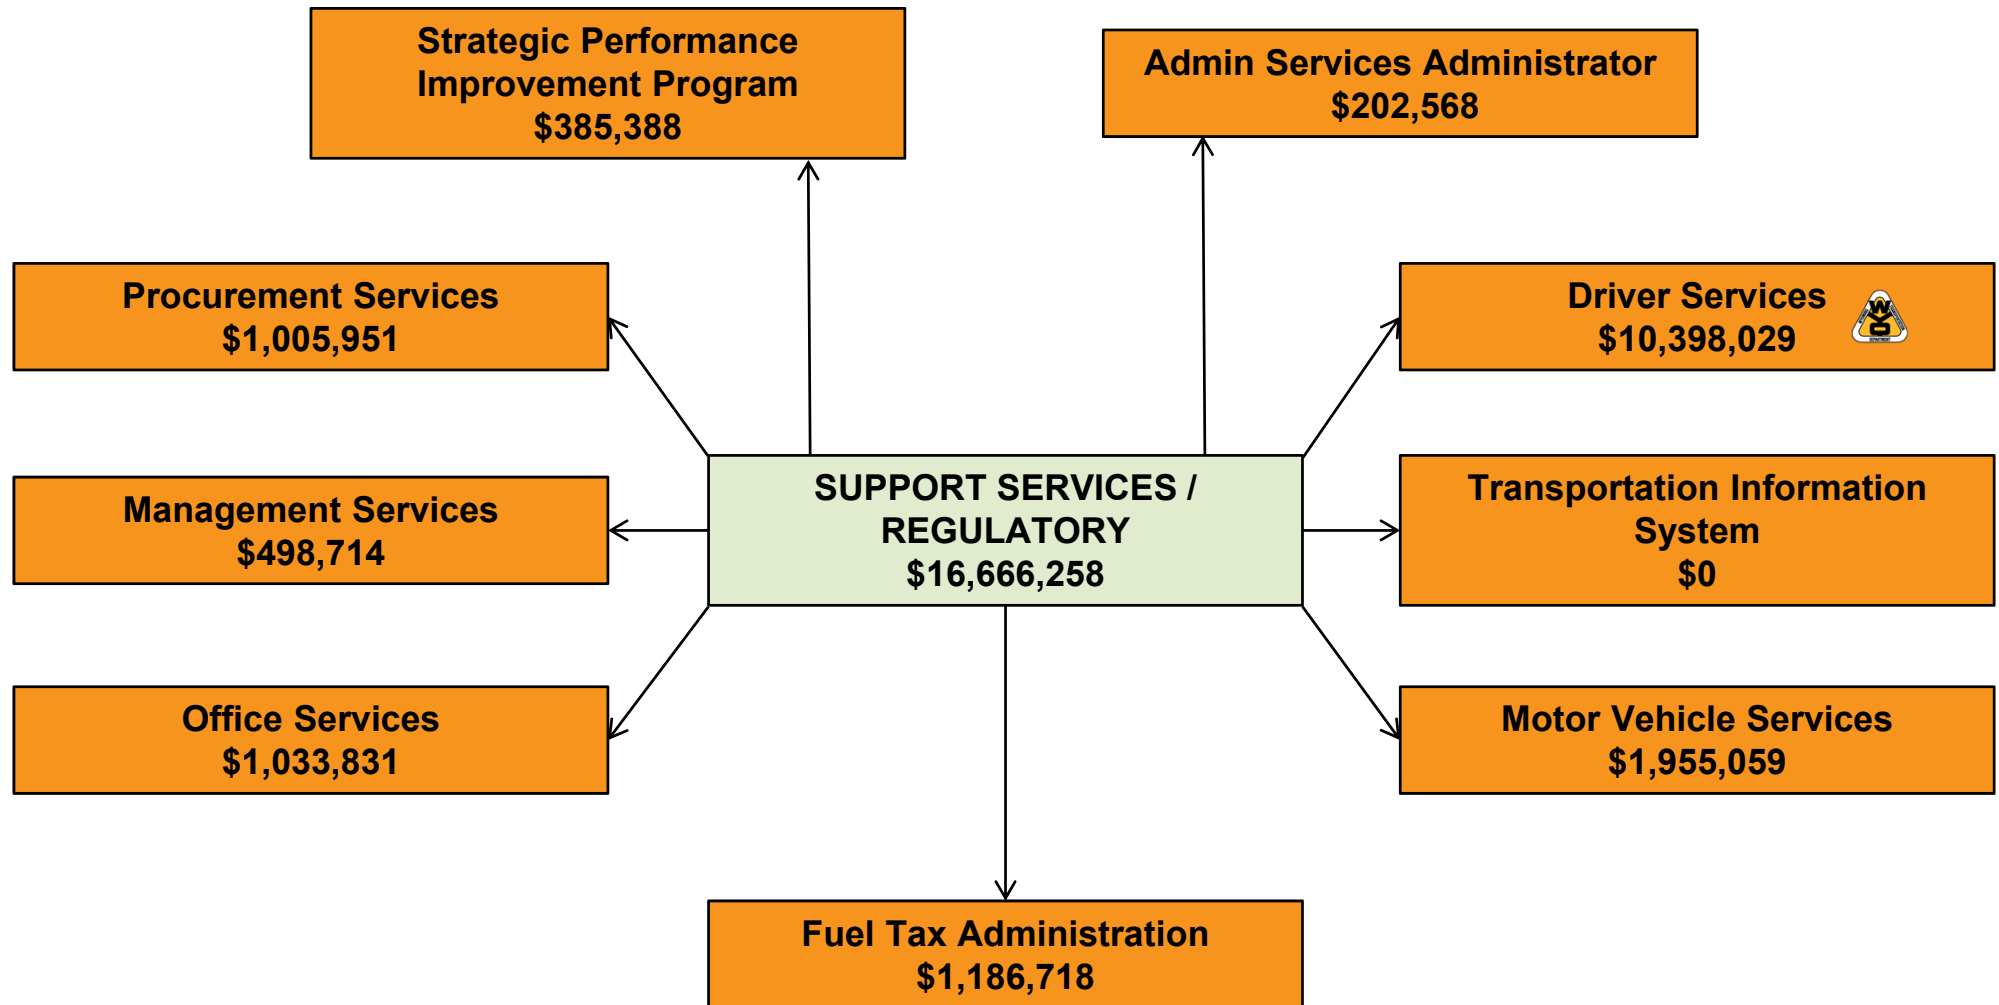 Strategic Performance
Improvement Program
$385,388
Admin Services Administrator
$202,568
Procurement Services
$1,005,951
Driver Services
$10,398,029
DEPARTMENT
Management Services
$498,714
SUPPORT SERVICES /
REGULATORY
$16,666,258
Transportation Information
System
$0
Office Services
$1,033,831
Motor Vehicle Services
$1,955,059
Fuel Tax Administration
$1,186,718